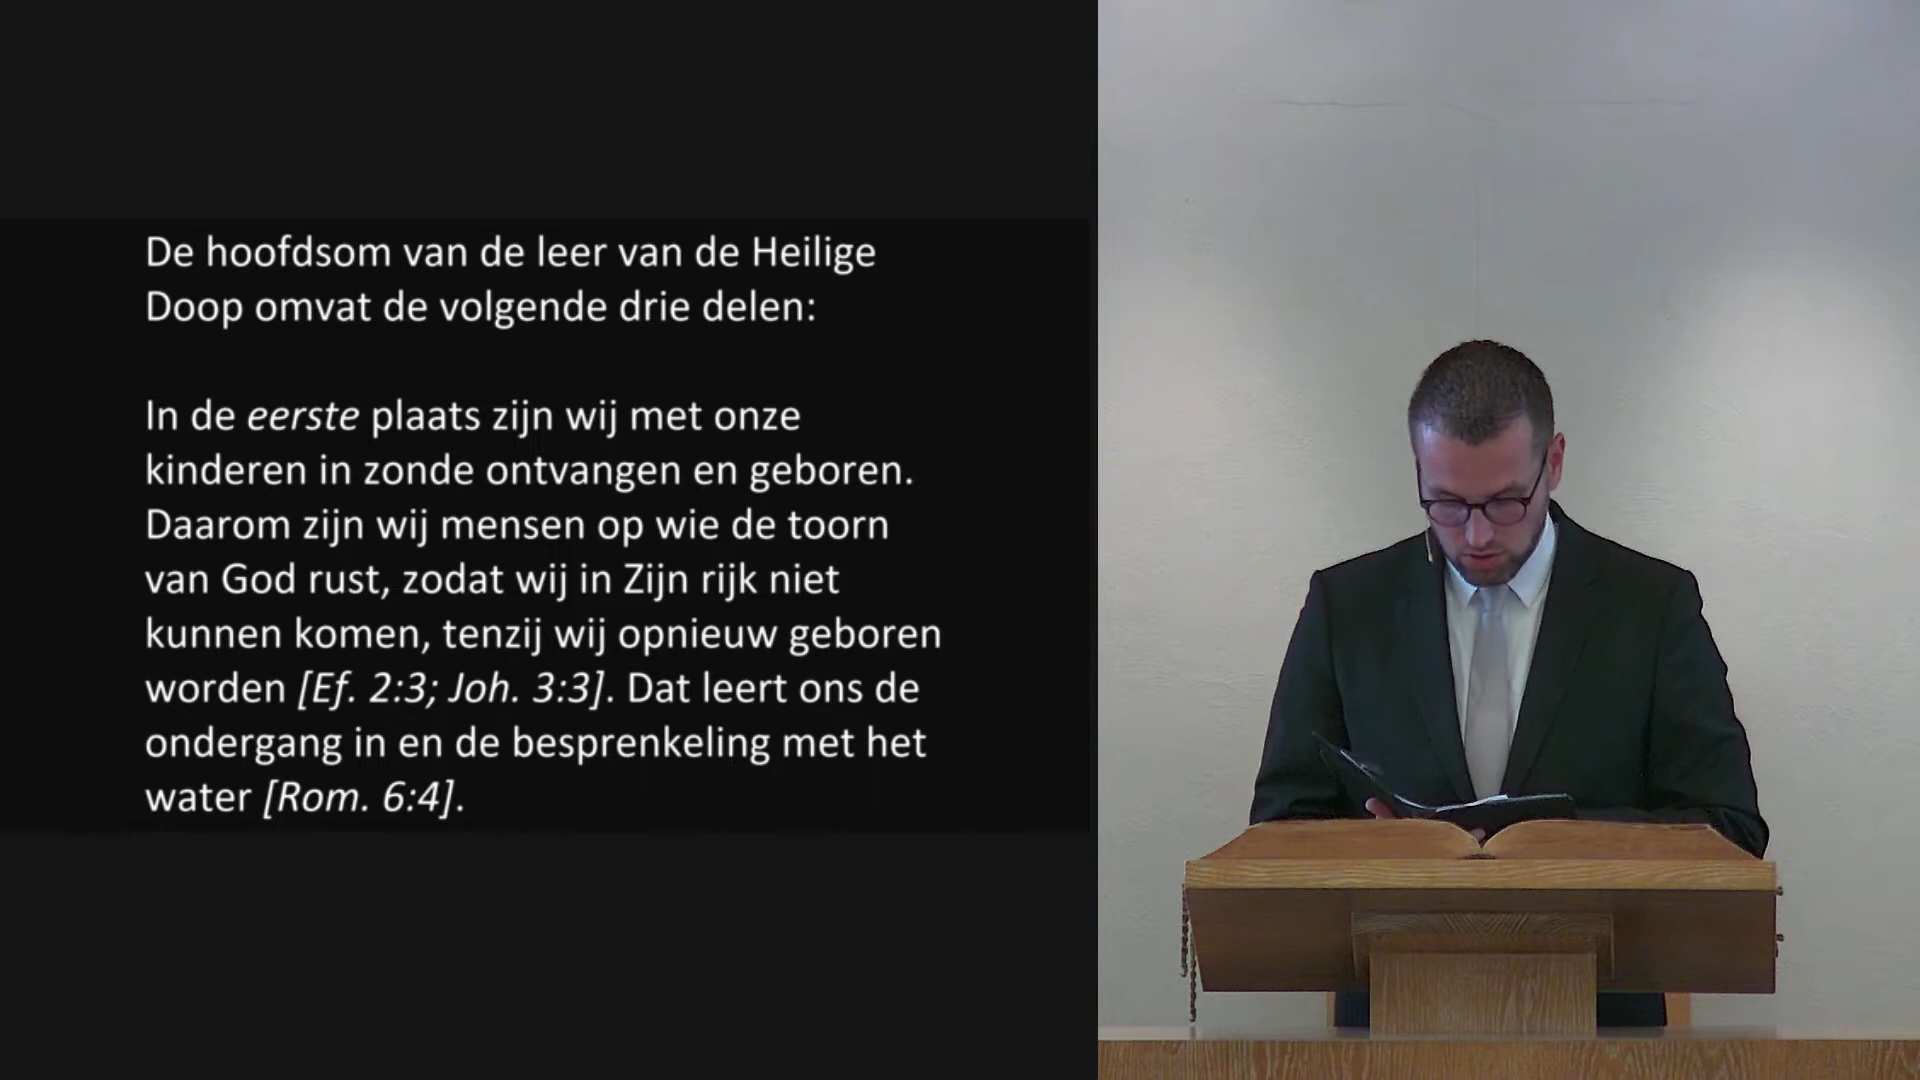 De hoofdsom van de leer van de Heilige
Doop omvat de volgende drie delen:
In de eerste plaats zijn wij met onze
kinderen in zonde ontvangen en geboren.
Daarom zijn wij mensen op wie de toorn
van God rust, zodat wij in Zijn rijk niet
kunnen komen, tenzij wij opnieuw geboren
worden [Ef. 2:3; Joh. 3:3]. Dat leert ons de
ondergang in en de besprenkeling met het
water [Rom. 6:4].